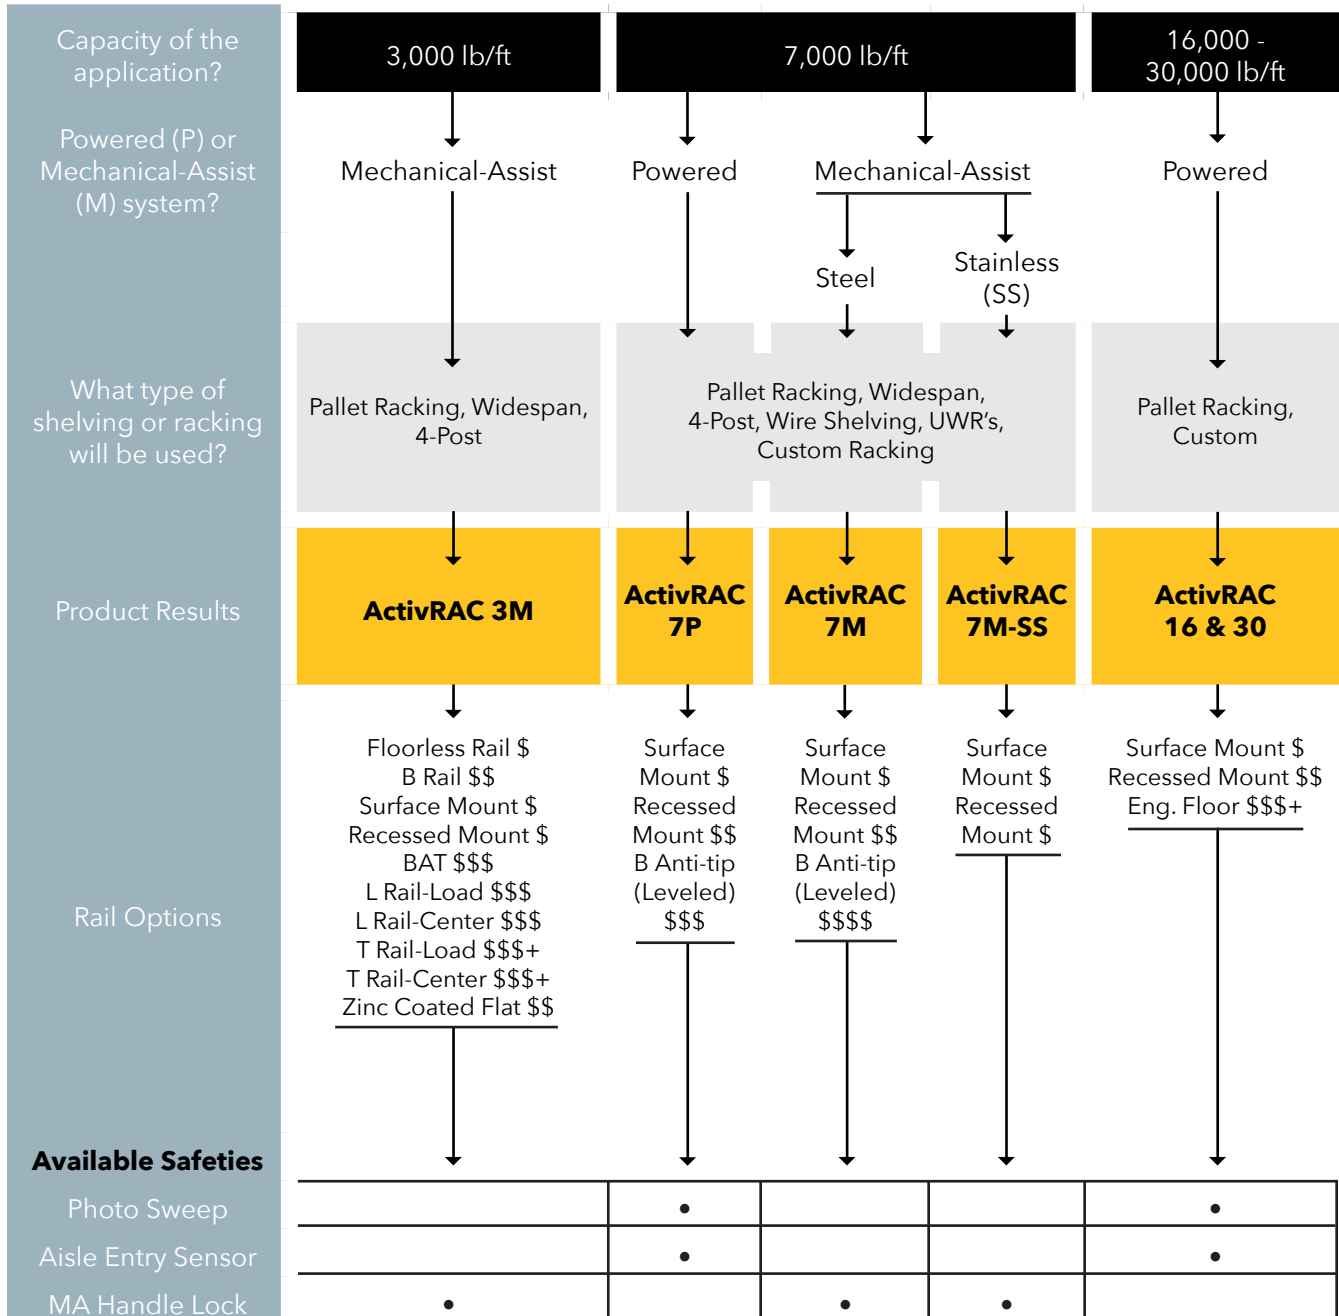 Capacity of the
application?
3,000 lb/ft
7,000 lb/ft
16,000 -
30,000 lb/ft
Powered (P) or
Mechanical-Assist
(M) system?
Mechanical-Assist
Powered
Mechanical-Assist
Powered
Steel
Stainless
(SS)
What type of
shelving or racking
will be used?
Pallet Racking, Widespan,
4-Post
Pallet Racking, Widespan,
4-Post, Wire Shelving, UWR's,
Custom Racking
Pallet Racking,
Custom
Product Results
ActivRAC 3M
ActivRAC
7P
ActivRAC
7M
ActivRAC
7M-SS
ActivRAC
16 & 30
Rail Options
Floorless Rail $
B Rail $$
Surface Mount $
Recessed Mount $
BAT $$$
L Rail-Load $$$
L Rail-Center $$$
T Rail-Load $$$+
T Rail-Center $$$+
Zinc Coated Flat $$
Surface
Mount $
Recessed
Mount $$
B Anti-tip
(Leveled)
$$$
Surface
Mount $
Recessed
Mount $$
B Anti-tip
(Leveled)
$$$$
Surface
Mount $
Recessed
Mount $
Surface Mount $
Recessed Mount $$
Eng. Floor $$$+
Available Safeties
Photo Sweep
• •
Aisle Entry Sensor
• •
MA Handle Lock
• • •